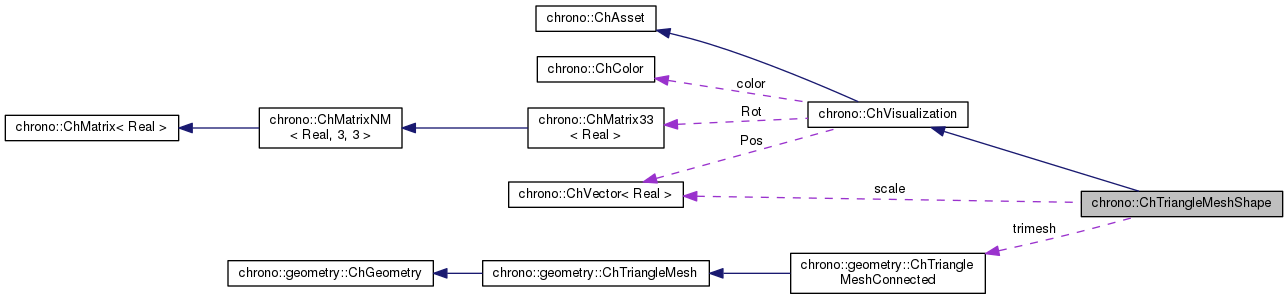 chrono::ChAsset
chrono::ChColor
color
chrono::ChVisualization
chrono::ChMatrix< Real >
chrono::ChMatrixNM
< Real, 3, 3 >
chrono::ChMatrix33
< Real >
Rot
Pos
chrono::ChVector< Real >
scale
chrono::ChTriangleMeshShape
trimesh
chrono::geometry::ChGeometry
chrono::geometry::ChTriangleMesh
chrono::geometry::ChTriangle
MeshConnected